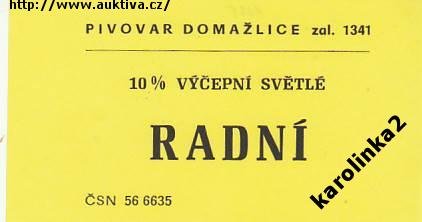 http://www.auktiva.cz/
PIVOVAR DOMAŽLICE zal. 1341
10% VÝČEPNÍ SVĚTLÉ
RADNÍ
ČSN 56 6635
karolinka2